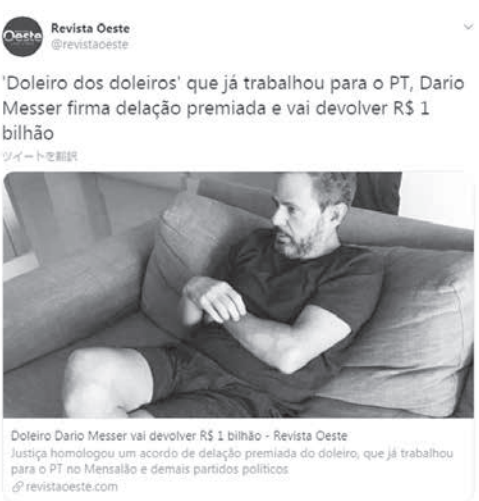 Oeste
Revista Oeste
@revistaoeste
'Doleiro dos doleiros' que já trabalhou para o PT, Dario
Messer firma delação premiada e vai devolver R$ 1
bilhão
ツイートを翻訳
Doleiro Dario Messer vai devolver R$ 1 bilhão - Revista Oeste
Justiça homologou um acordo de delação premiada do doleiro, que já trabalhou
para o PT no Mensalão e demais partidos políticos
revistaoeste.com